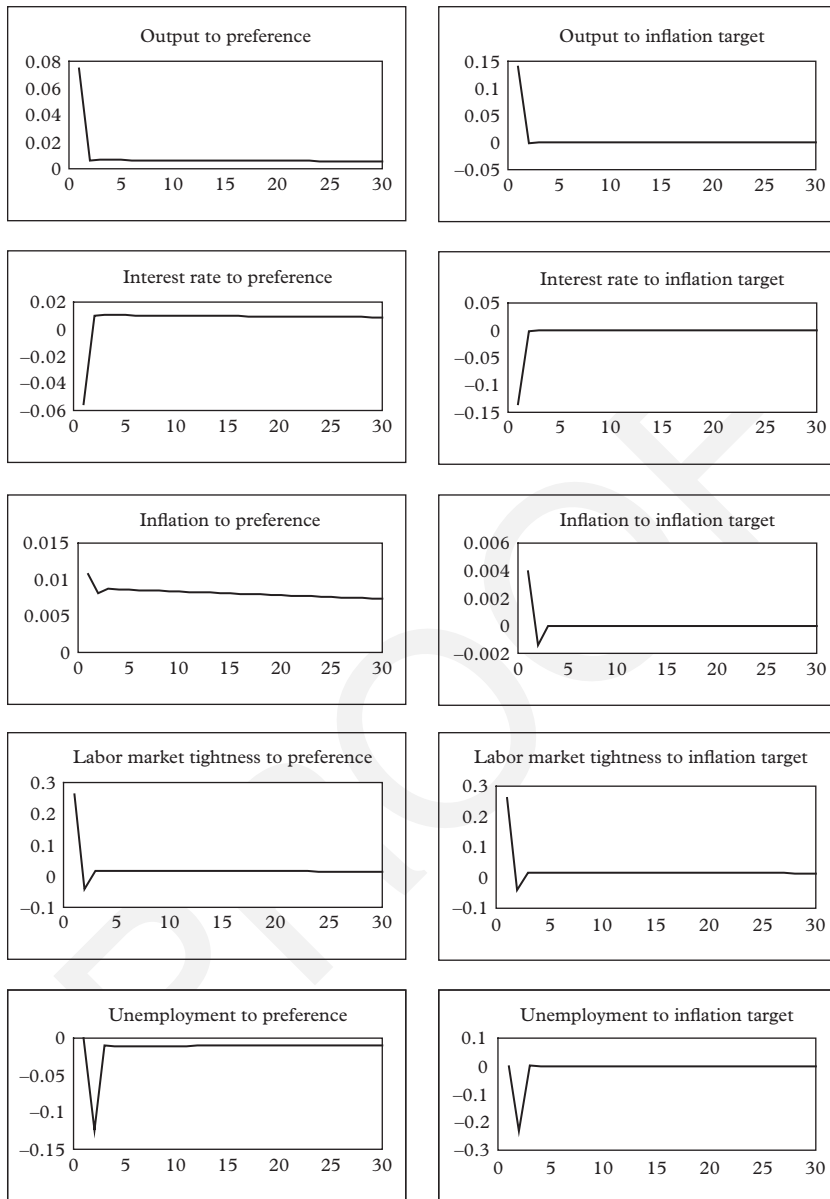 Output to preference
0.08
0.06
0.04
0.02
0
0 5 10 15 20 25 30
Output to inflation target
0.15
0.1
0.05
0
−0.05
0 5 10 15 20 25 30
Interest rate to preference
0.02
0
−0.02
−0.04
−0.06
0 5 10 15 20 25 30
Interest rate to inflation target
0.05
0
−0.05
−0.1
−0.15
0 5 10 15 20 25 30
Inflation to preference
0.015
0.01
0.005
0
0 5 10 15 20 25 30
Inflation to inflation target
0.006
0.004
0.002
0
−0.002
0 5 10 15 20 25 30
Labor market tightness to preference
0.3
0.2
0.1
0
−0.1
0 5 10 15 20 25 30
Labor market tightness to inflation target
0.3
0.2
0.1
0
−0.1
0 5 10 15 20 25 30
Unemployment to preference
0
−0.05
−0.1
−0.15
0 5 10 15 20 25 30
Unemployment to inflation target
0.1
0
−0.1
−0.2
−0.3
0 5 10 15 20 25 30
PROOF